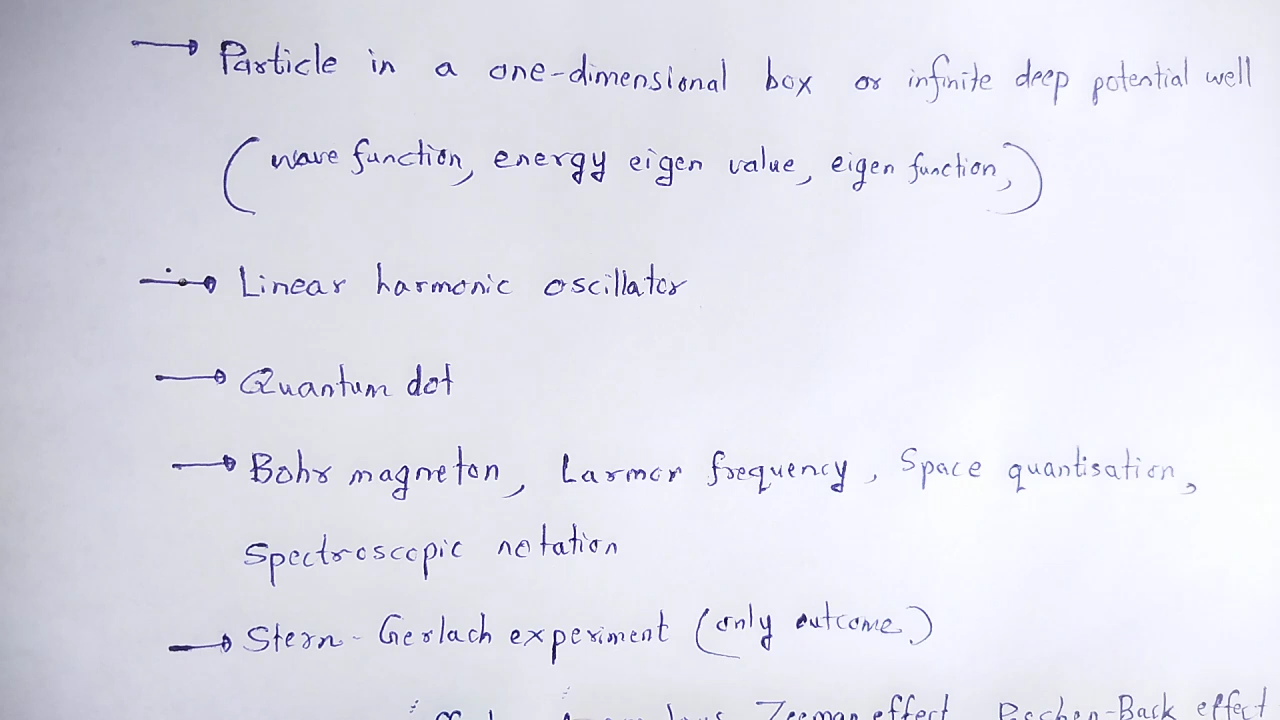 → Particle in a one-dimensional box or infinite deep potential well
(wave function, energy eigen value, eigen function,)
→ Linear harmonic oscillator
→ Quantum dot
→ Bohr magneton, Larmor frequency, Space quantisation,
Spectroscopic notation
→ Stern-Gerlach experiment (only outcome)
Zeeman effect Paschen-Back effect